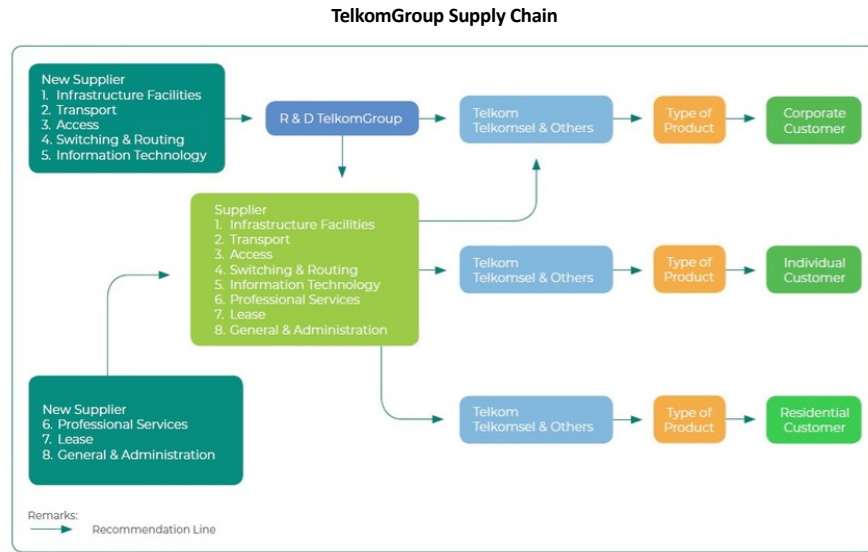 TelkomGroup Supply Chain
New Supplier
1. Infrastructure Facilities
2. Transport
3. Access
4. Switching & Routing
5. Information Technology
R & D TelkomGroup
Telkom
Telkomsel & Others
Type of
Product
Corporate
Customer
Supplier
1. Infrastructure Facilities
2. Transport
3. Access
4. Switching & Routing
5. Information Technology
6. Professional Services
7. Lease
8. General & Administration
Telkom
Telkomsel & Others
Type of
Product
Individual
Customer
New Supplier
6. Professional Services
7. Lease
8. General & Administration
Telkom
Telkomsel & Others
Type of
Product
Residential
Customer
Remarks:
Recommendation Line